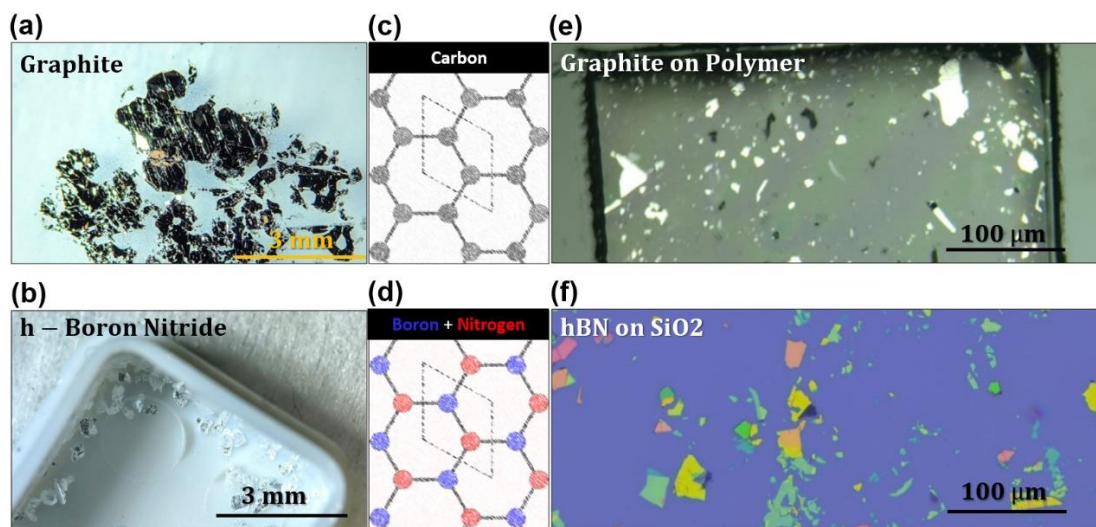 (a)
Graphite
3 mm
(c)
Carbon
(e)
Graphite on Polymer
100 μm
(b)
h − Boron Nitride
3 mm
(d)
Boron + Nitrogen
(f)
hBN on SiO2
100 μm